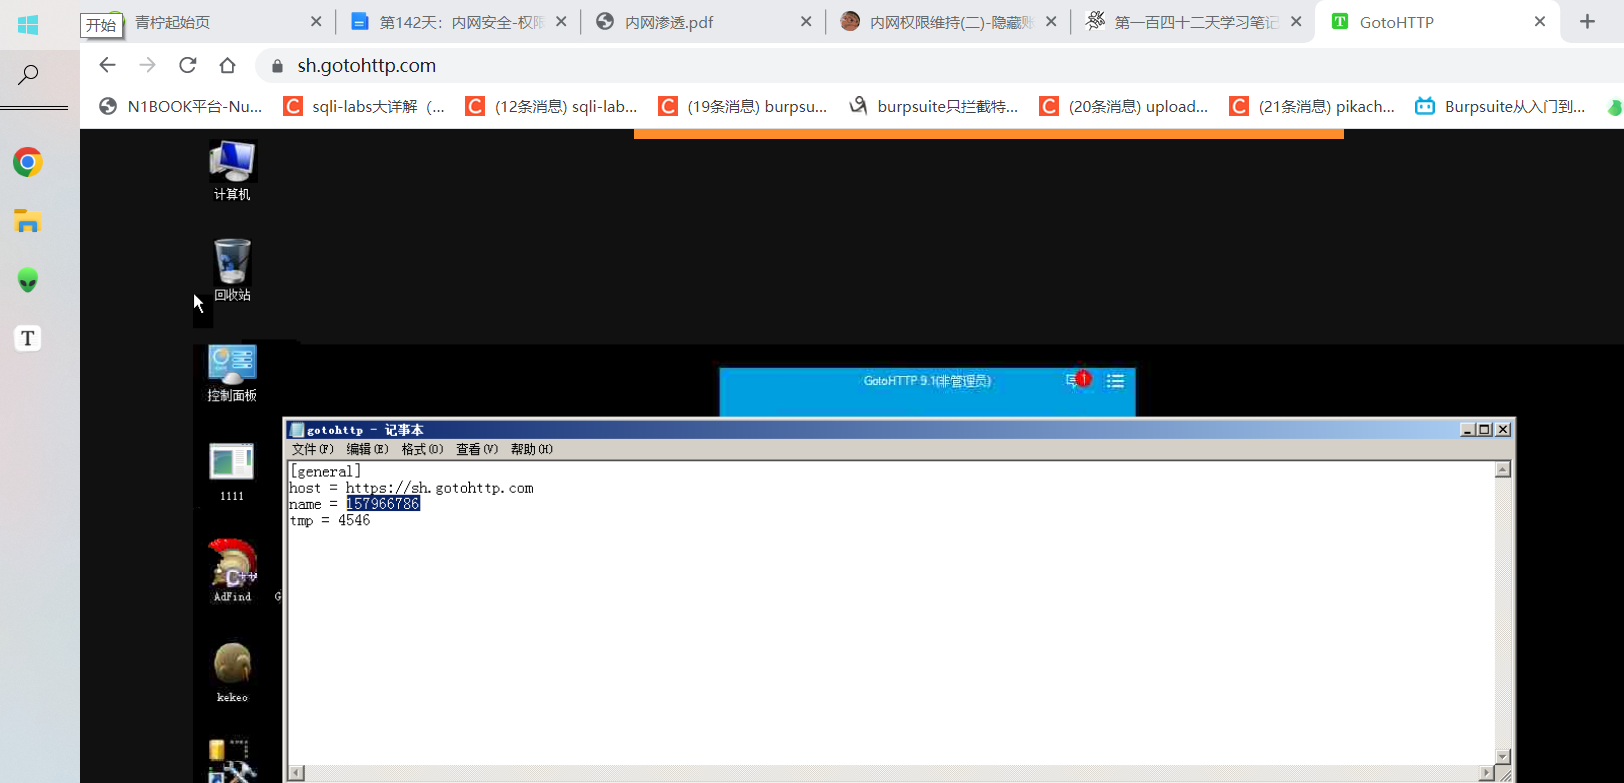 开始
青柠起始页
第142天：内网安全-权限
内网渗透.pdf
内网权限维持(二)-隐藏账
第一百四十二天学习笔记
GotoHTTP
sh.gotohttp.com
N1BOOK平台-Nu...
sqli-labs大详解（...
(12条消息) sqli-lab...
(19条消息) burpsu...
burpsuite只拦截特...
(20条消息) upload...
(21条消息) pikach...
Burpsuite从入门到...
计算机
回收站
控制面板
GotoHTTP 9.1(非管理员)
1
gotohttp - 记事本
文件(F) 编辑(E) 格式(O) 查看(V) 帮助(H)
[general]
host = https://sh.gotohttp.com
name = 157966786
tmp = 4546
1111
C++
AdFind
G
kekeo
T